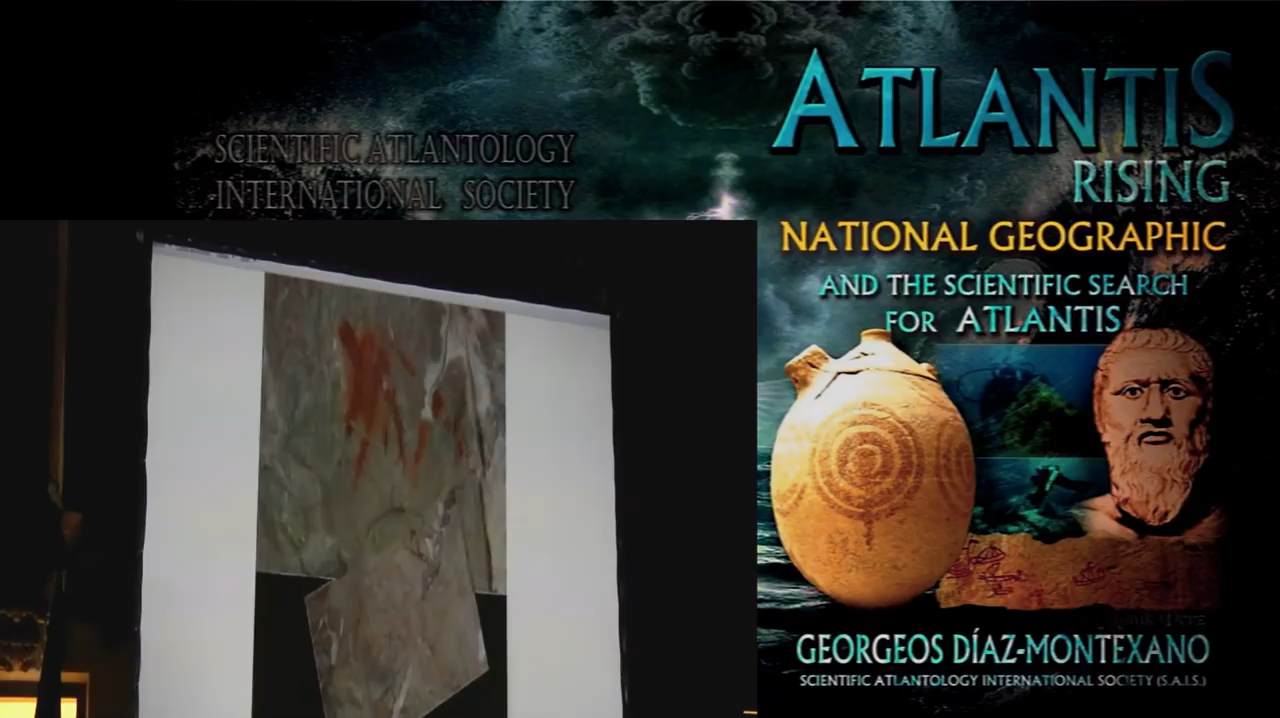 SCIENTIFIC ATLANTOLOGY
INTERNATIONAL SOCIETY
ATLANTIS
RISING
NATIONAL GEOGRAPHIC
AND THE SCIENTIFIC SEARCH
FOR ATLANTIS
GEORGEOS DÍAZ-MONTEXANO
SCIENTIFIC ATLANTOLOGY INTERNATIONAL SOCIETY (S.A.I.S.)